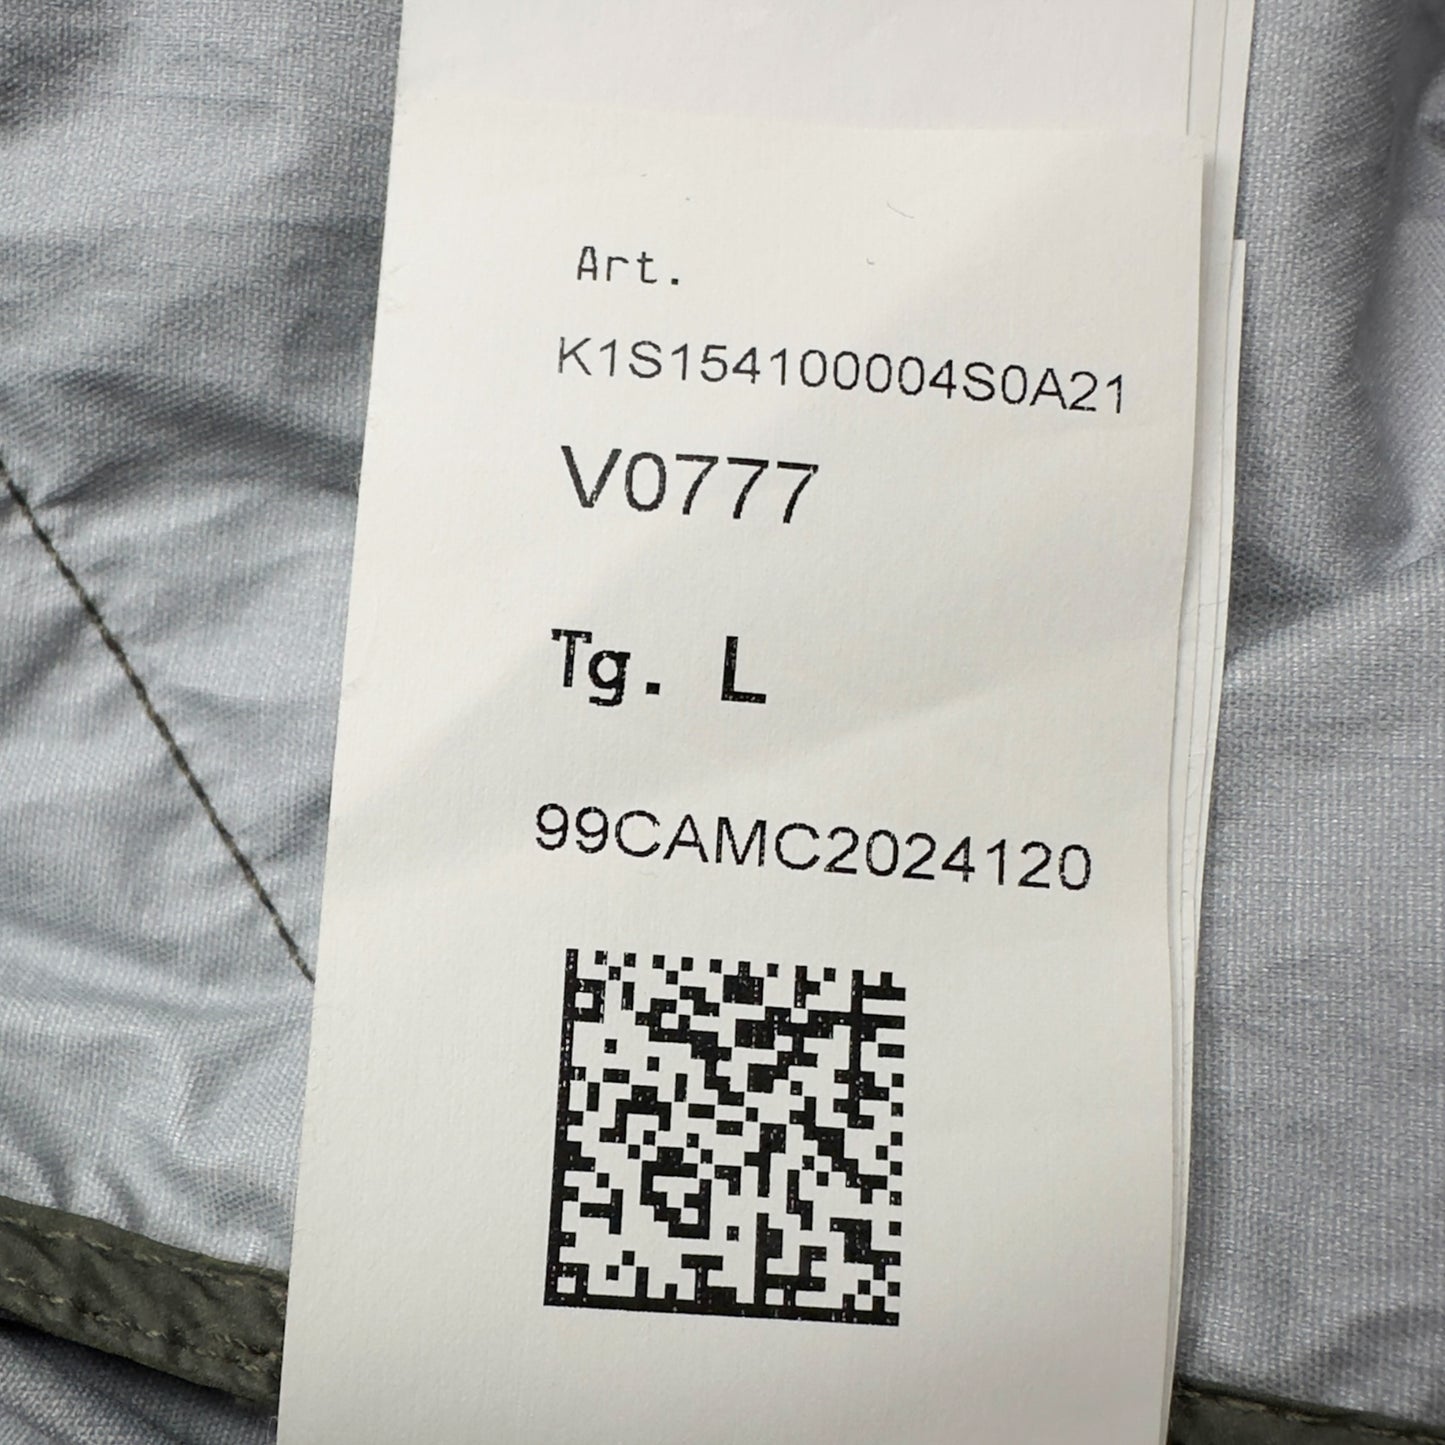 Art.
K1S154100004S0A21
V0777
Tg. L
99CAMC2024120